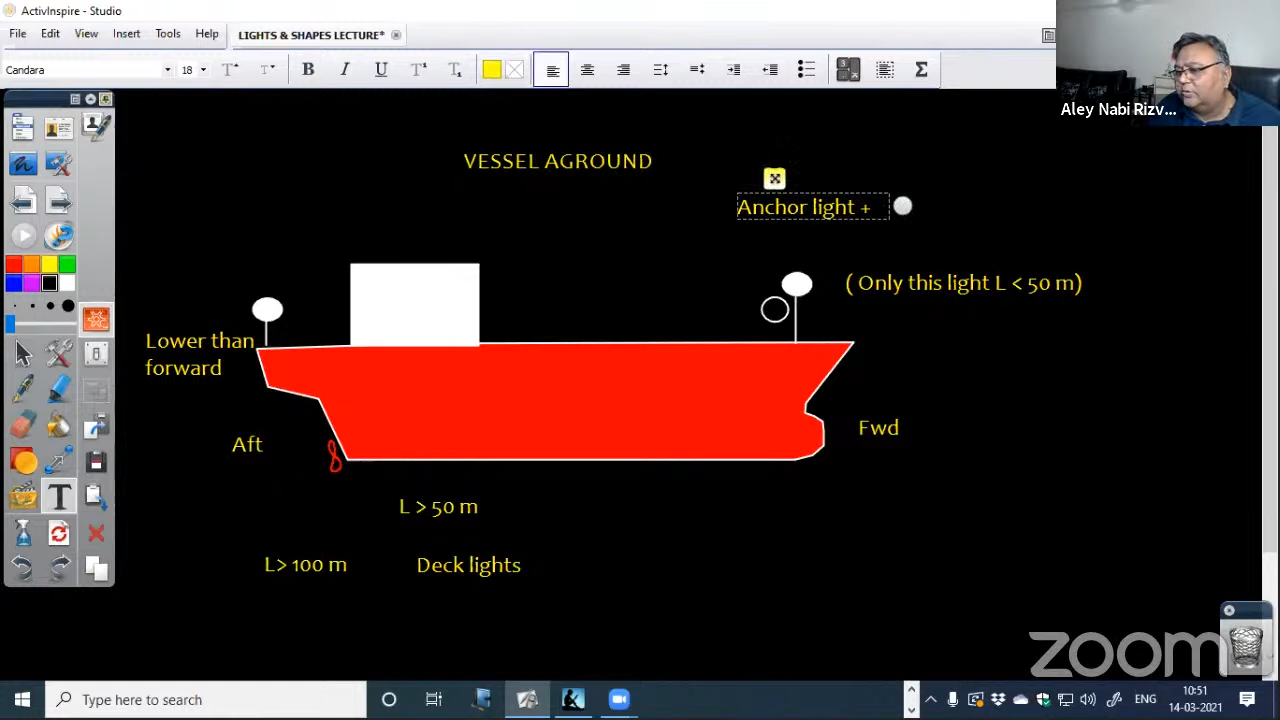 ActivInspire - Studio
File Edit View Insert Tools Help
LIGHTS & SHAPES LECTURE*
Candara 18 B I U T T T T Σ
Aley Nabi Rizv...
VESSEL AGROUND
Anchor light +
( Only this light L < 50 m)
Lower than
forward
Fwd
Aft
L > 50 m
L> 100 m Deck lights
T
zoom
Type here to search
ENG
10:51
14-03-2021